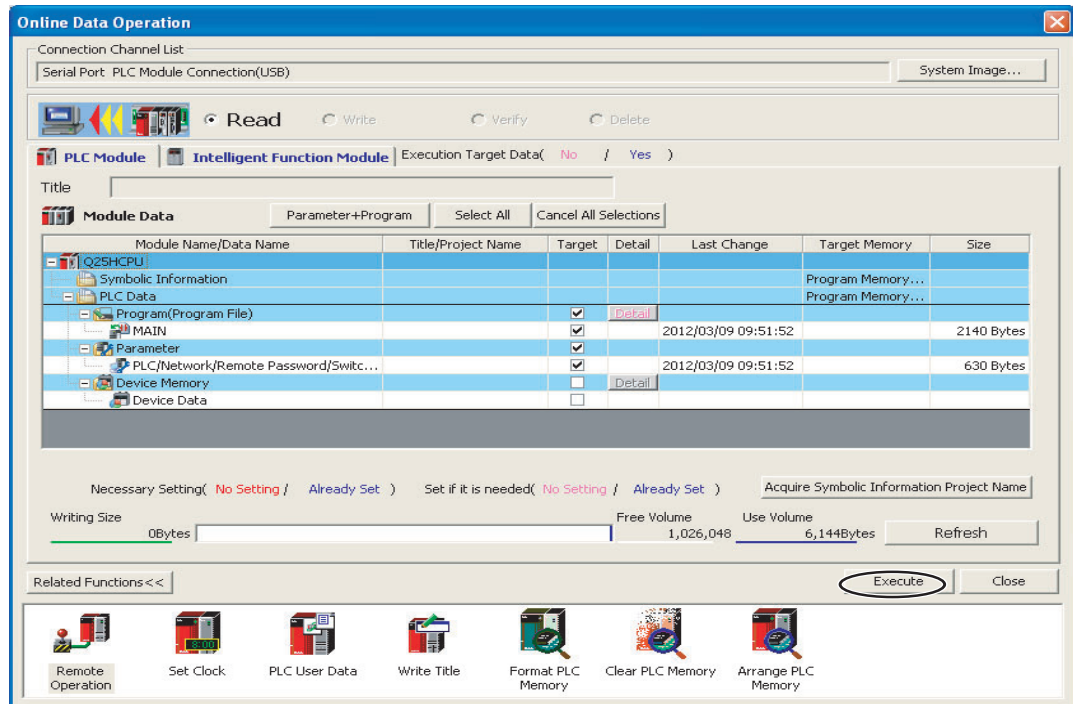 Online Data Operation
Connection Channel List
Serial Port PLC Module Connection(USB)
System Image...
Read Write Verify Delete
PLC Module Intelligent Function Module Execution Target Data( No / Yes )
Title
Module Data Parameter+Program Select All Cancel All Selections
Module Name/Data Name Title/Project Name Target Detail Last Change Target Memory Size
Q25HCPU
Symbolic Information Program Memory...
PLC Data Program Memory...
Program(Program File) Detail
MAIN 2012/03/09 09:51:52 2140 Bytes
Parameter
PLC/Network/Remote Password/Switc... 2012/03/09 09:51:52 630 Bytes
Device Memory Detail
Device Data
Necessary Setting( No Setting / Already Set ) Set if it is needed( No Setting / Already Set ) Acquire Symbolic Information Project Name
Writing Size Free Volume Use Volume
0Bytes 1,026,048 6,144Bytes Refresh
Related Functions<< Execute Close
8:00
Remote Operation
Set Clock
PLC User Data
Write Title
Format PLC Memory
Clear PLC Memory
Arrange PLC Memory